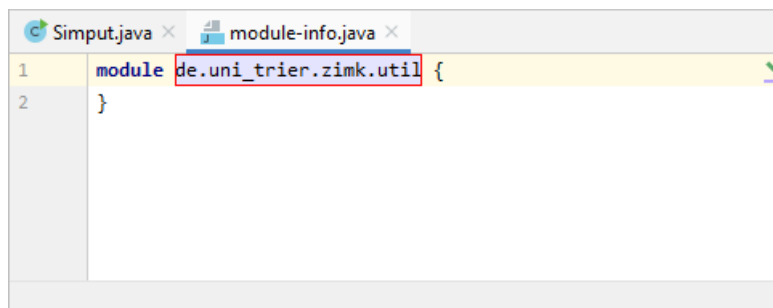 Simput.java module-info.java
1 module de.uni_trier.zimk.util {
2 }